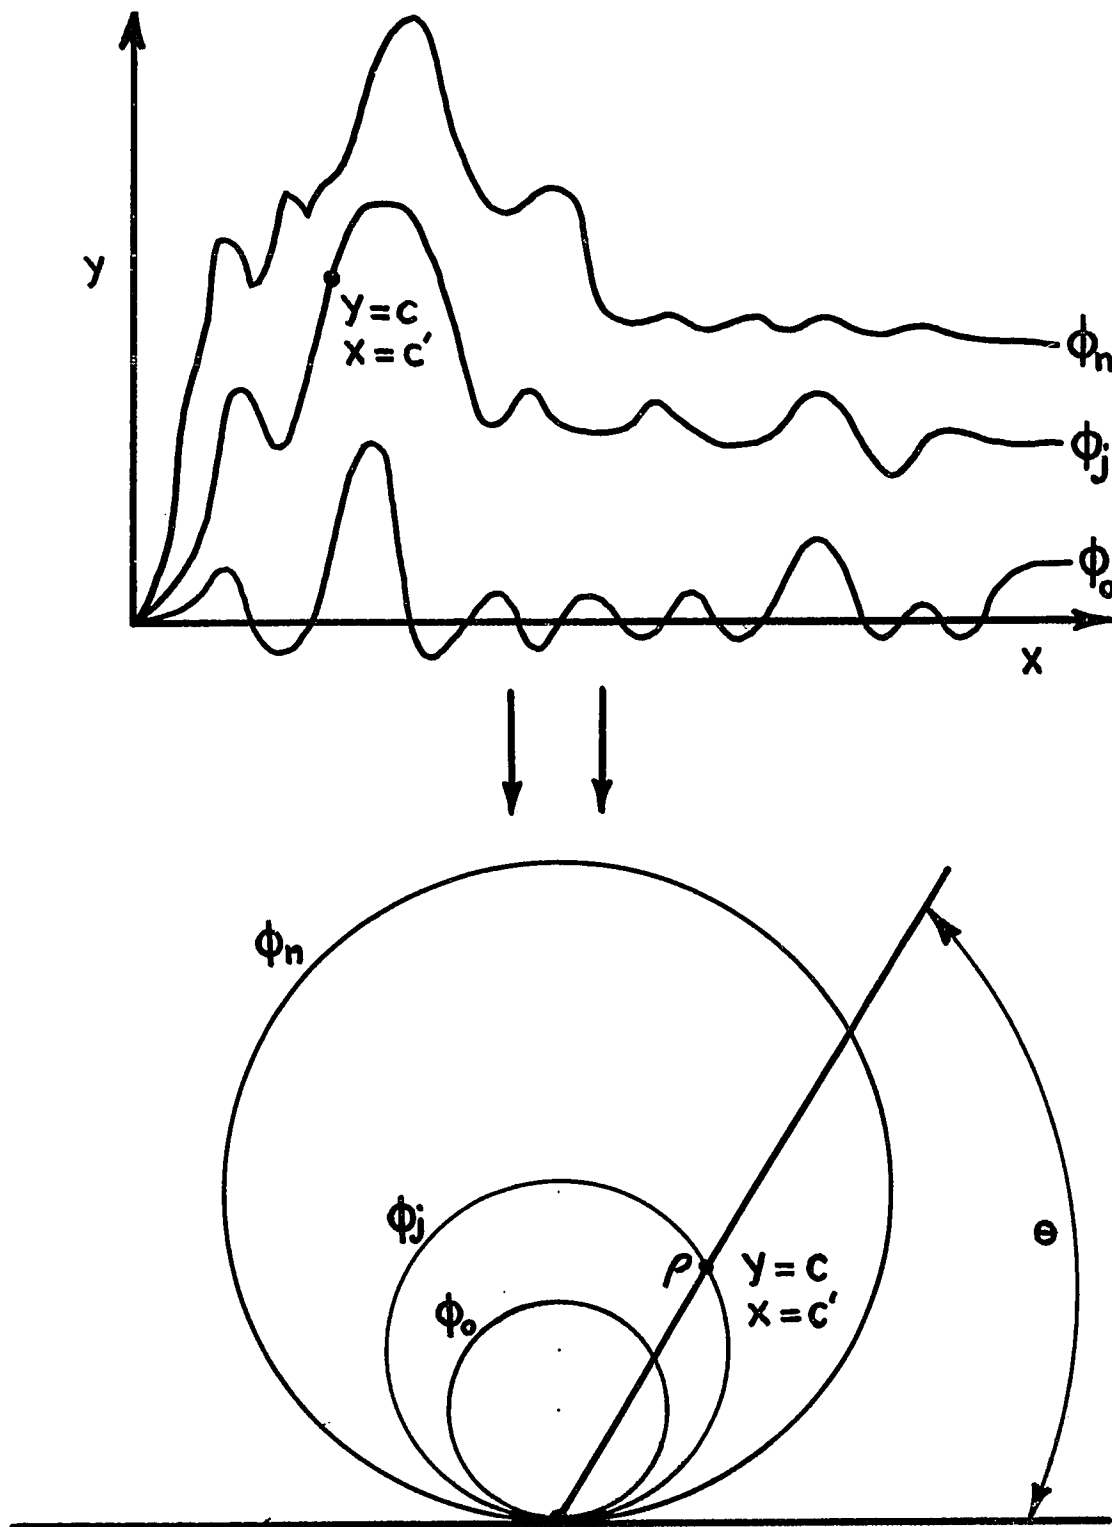 y
y = c
x = c′
ϕn
ϕj
ϕo
x
ϕn
ϕj
ϕo
ρ
y = c
x = c′
θ